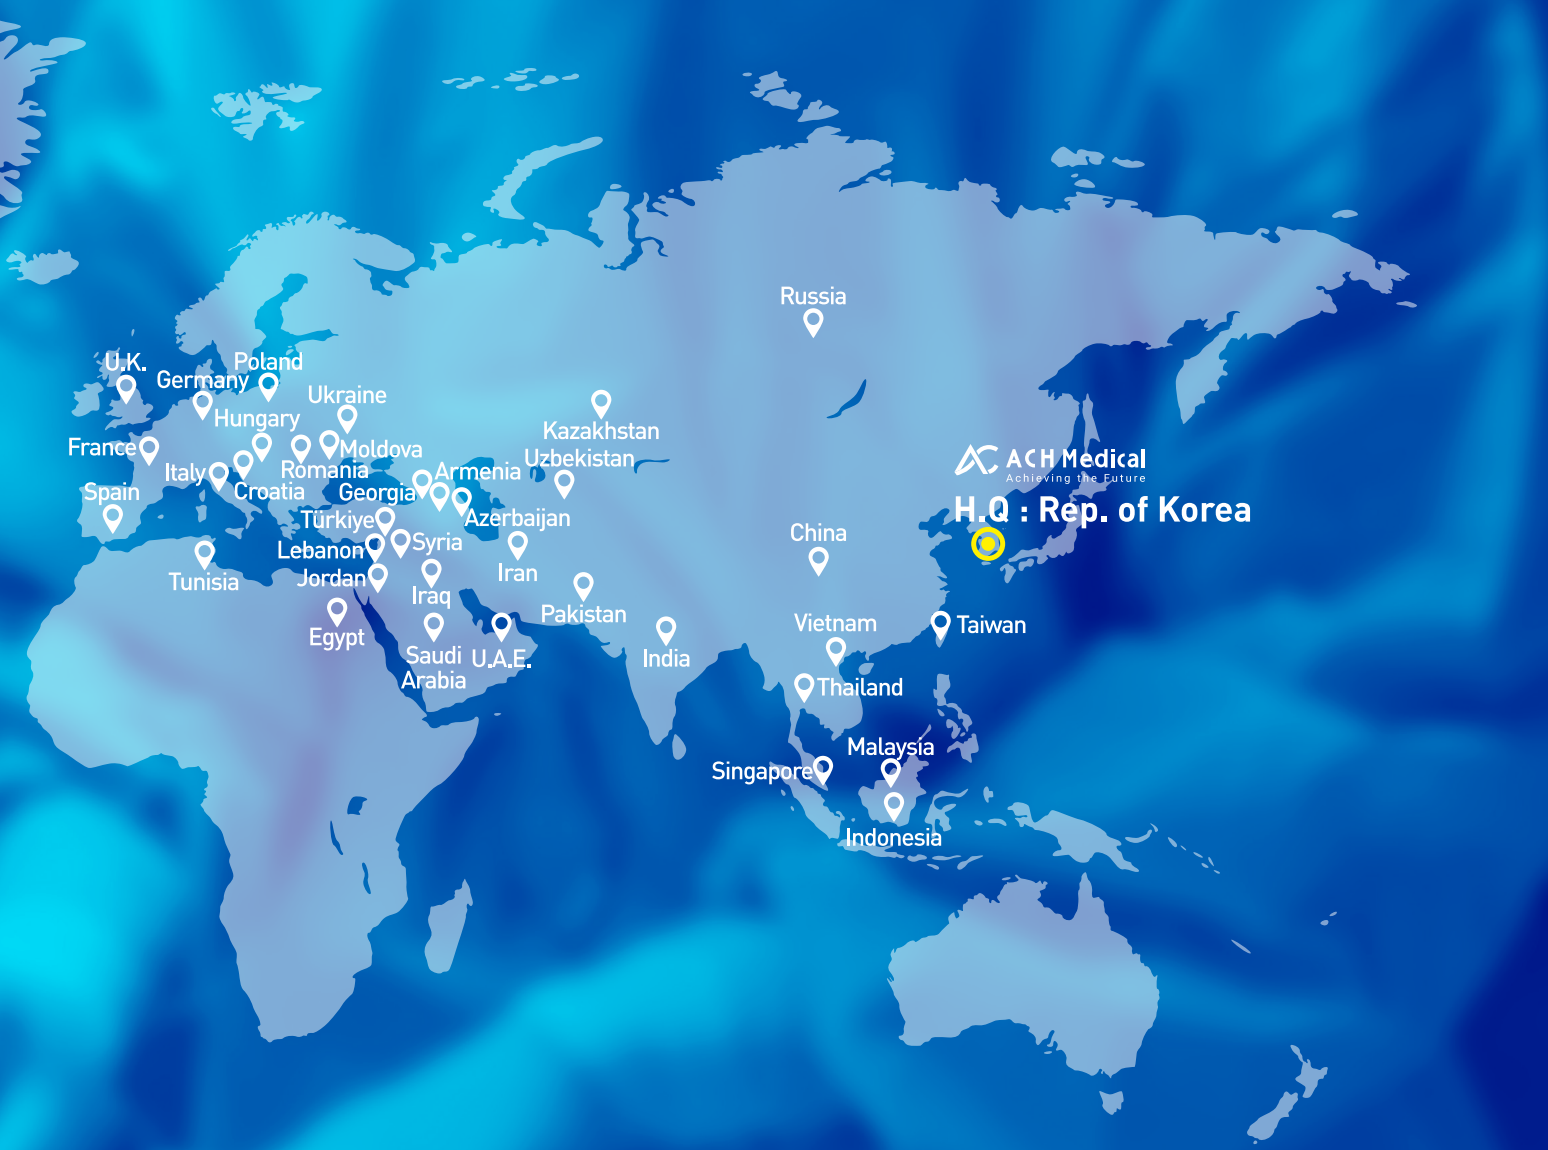 Russia
U.K.
Poland
Germany
Ukraine
Hungary
Kazakhstan
France
Moldova
Uzbekistan
ACH Medical
Achieving the Future
Italy
Romania
Armenia
Spain
Croatia
Georgia
H.Q : Rep. of Korea
Türkiye
Azerbaijan
China
Lebanon
Syria
Tunisia
Jordan
Iran
Iraq
Pakistan
Egypt
Vietnam
Taiwan
Saudi
Arabia
U.A.E.
India
Thailand
Malaysia
Singapore
Indonesia